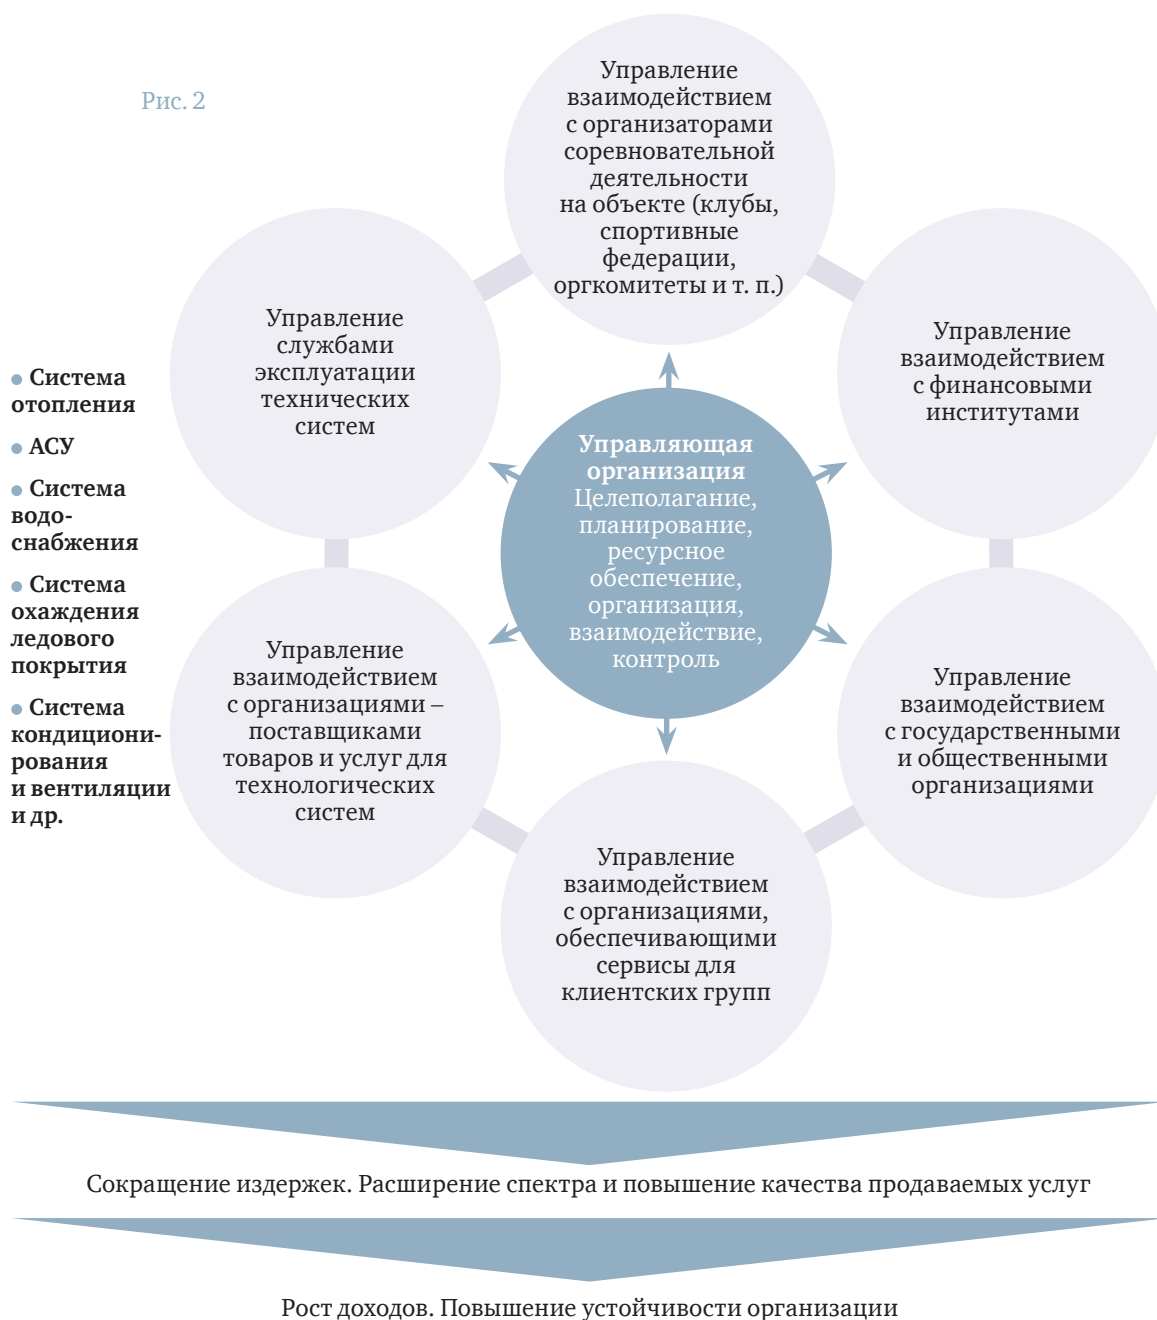 Рис. 2
Управление
взаимодействием
с организаторами
соревновательной
деятельности
на объекте (клубы,
спортивные
федерации,
оргкомитеты и т. п.)
Управление
службами
эксплуатации
технических
систем
Управление
взаимодействием
с финансовыми
институтами
● Система
отопления
● АСУ
● Система
водо-
снабжения
● Система
охаждения
ледового
покрытия
● Система
кондициони-
рования
и вентиляции
и др.
Управляющая
организация
Целеполагание,
планирование,
ресурсное
обеспечение,
организация,
взаимодействие,
контроль
Управление
взаимодействием
с организациями –
поставщиками
товаров и услуг для
технологических
систем
Управление
взаимодействием
с государственными
и общественными
организациями
Управление
взаимодействием
с организациями,
обеспечивающими
сервисы для
клиентских групп
Сокращение издержек. Расширение спектра и повышение качества продаваемых услуг
Рост доходов. Повышение устойчивости организации